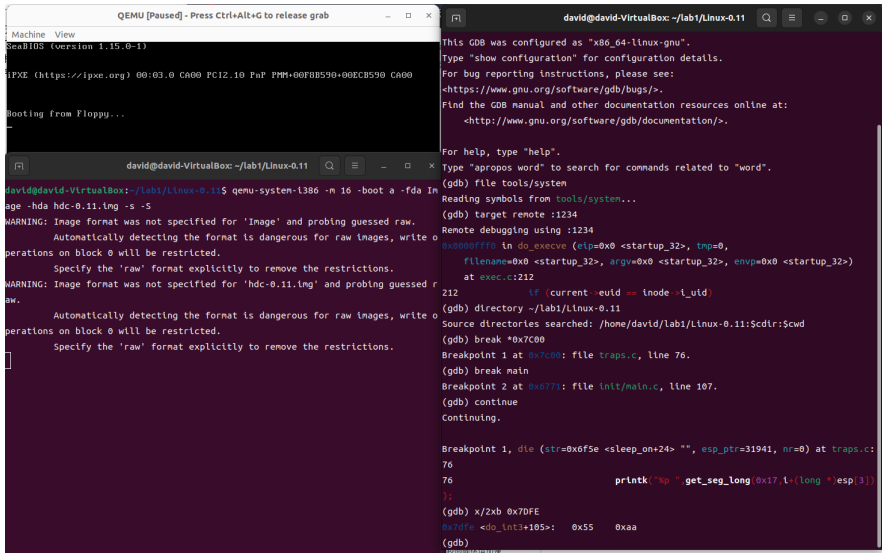 QEMU [Paused] - Press Ctrl+Alt+G to release grab
Machine View
SeaBIOS (version 1.15.0-1)
iPXE (https://ipxe.org) 00:03.0 CA00 PCI2.10 PnP PMM+00F8B590+00ECB590 CA00
Booting from Floppy...
david@david-VirtualBox: ~/lab1/Linux-0.11
david@david-VirtualBox:~/lab1/Linux-0.11$ qemu-system-i386 -m 16 -boot a -fda Im
age -hda hdc-0.11.img -s -S
WARNING: Image format was not specified for 'Image' and probing guessed raw.
Automatically detecting the format is dangerous for raw images, write o
perations on block 0 will be restricted.
Specify the 'raw' format explicitly to remove the restrictions.
WARNING: Image format was not specified for 'hdc-0.11.img' and probing guessed r
aw.
Automatically detecting the format is dangerous for raw images, write o
perations on block 0 will be restricted.
Specify the 'raw' format explicitly to remove the restrictions.
david@david-VirtualBox: ~/lab1/Linux-0.11
This GDB was configured as "x86_64-linux-gnu".
Type "show configuration" for configuration details.
For bug reporting instructions, please see:
<https://www.gnu.org/software/gdb/bugs/>.
Find the GDB manual and other documentation resources online at:
<http://www.gnu.org/software/gdb/documentation/>.
For help, type "help".
Type "apropos word" to search for commands related to "word".
(gdb) file tools/system
Reading symbols from tools/system...
(gdb) target remote :1234
Remote debugging using :1234
0x0000fff0 in do_execve (eip=0x0 <startup_32>, tmp=0,
filename=0x0 <startup_32>, argv=0x0 <startup_32>, envp=0x0 <startup_32>)
at exec.c:212
212 if (current->euid == inode->i_uid)
(gdb) directory ~/lab1/Linux-0.11
Source directories searched: /home/david/lab1/Linux-0.11:$cdir:$cwd
(gdb) break *0x7C00
Breakpoint 1 at 0x7c00: file traps.c, line 76.
(gdb) break main
Breakpoint 2 at 0x6771: file init/main.c, line 107.
(gdb) continue
Continuing.
Breakpoint 1, die (str=0x6f5e <sleep_on+24> "", esp_ptr=31941, nr=0) at traps.c:
76
76 printk("%p ",get_seg_long(0x17,i+(long *)esp[3])
);
(gdb) x/2xb 0x7DFE
0x7dfe <do_int3+105>: 0x55 0xaa
(gdb)